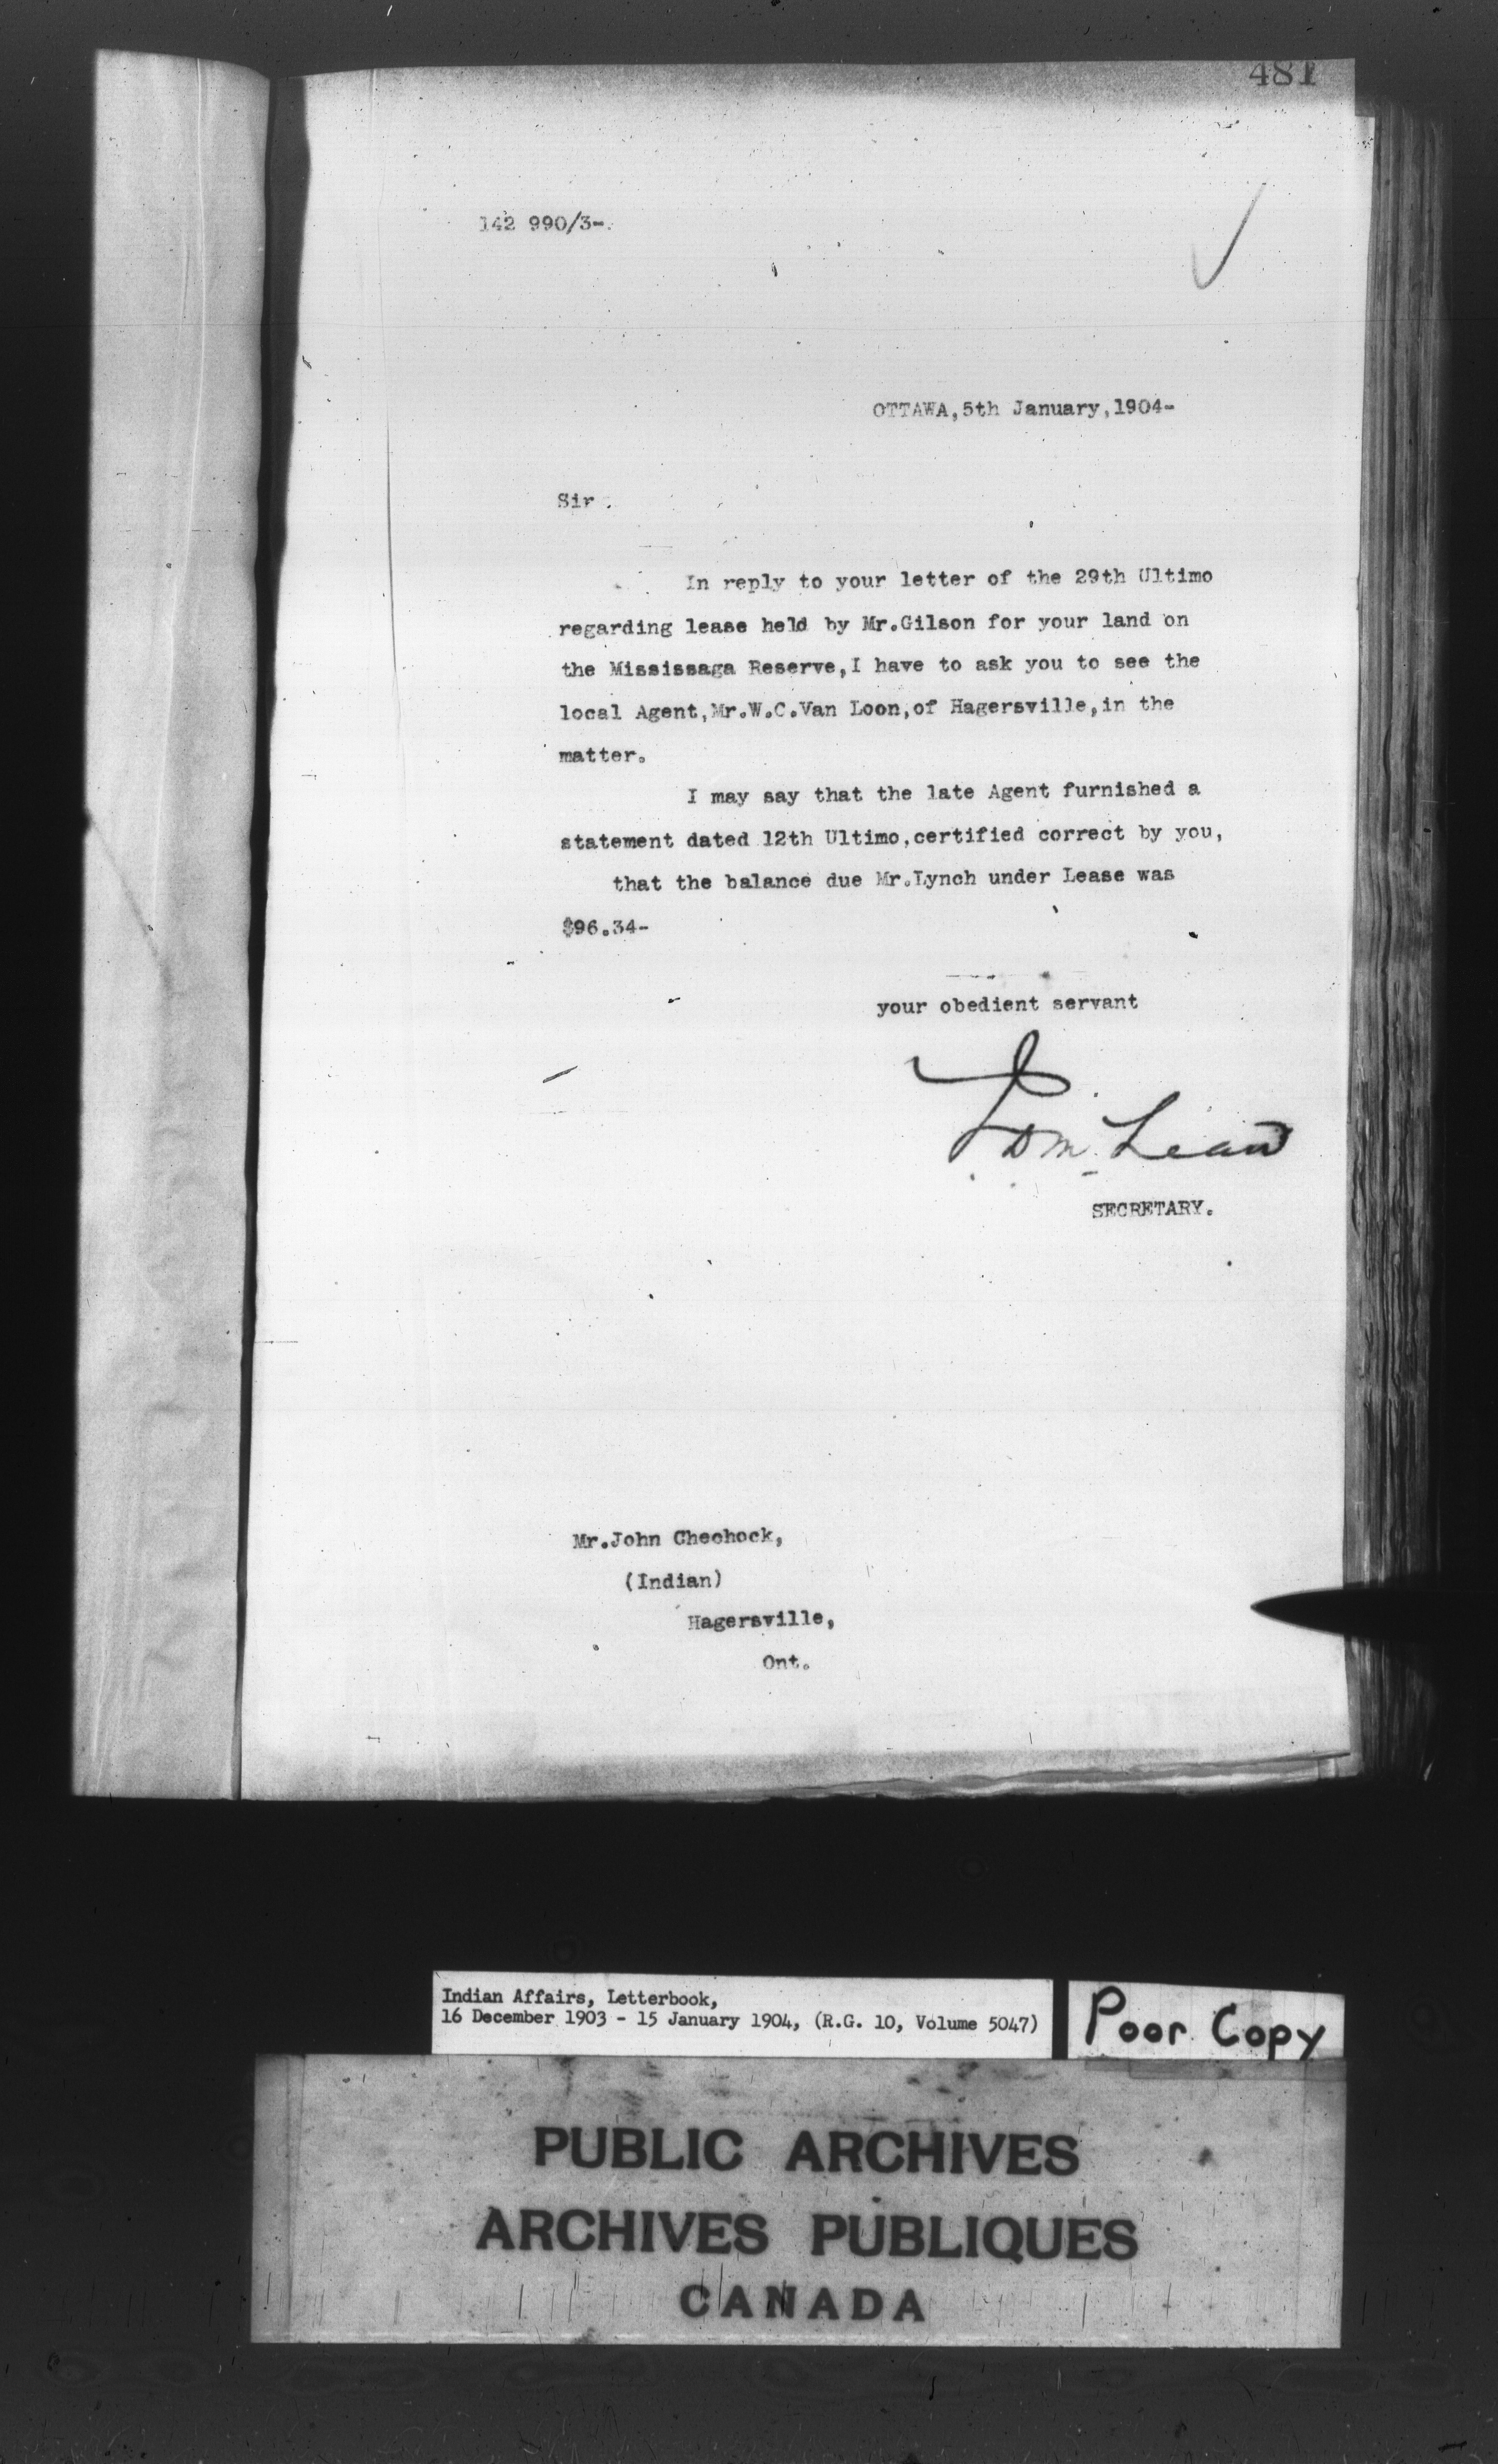 481
142 990/3-.
OTTAWA,5th January,1904-
Sir .
In reply to your letter of the 29th Ultimo
regarding lease held by Mr.Gilson for your land on
the Mississaga Reserve,I have to ask you to see the
local Agent,Mr.W.C.Van Loon,of Hagersville,in the
matter.
I may say that the late Agent furnished a
statement dated 12th Ultimo,certified correct by you,
that the balance due Mr.Lynch under Lease was
$96.34-
your obedient servant
SECRETARY.
Mr.John Chechock,
(Indian)
Hagersville,
Ont.
Indian Affairs, Letterbook,
16 December 1903 - 15 January 1904, (R.G. 10, Volume 5047)
Poor Copy
PUBLIC ARCHIVES
ARCHIVES PUBLIQUES
CANADA